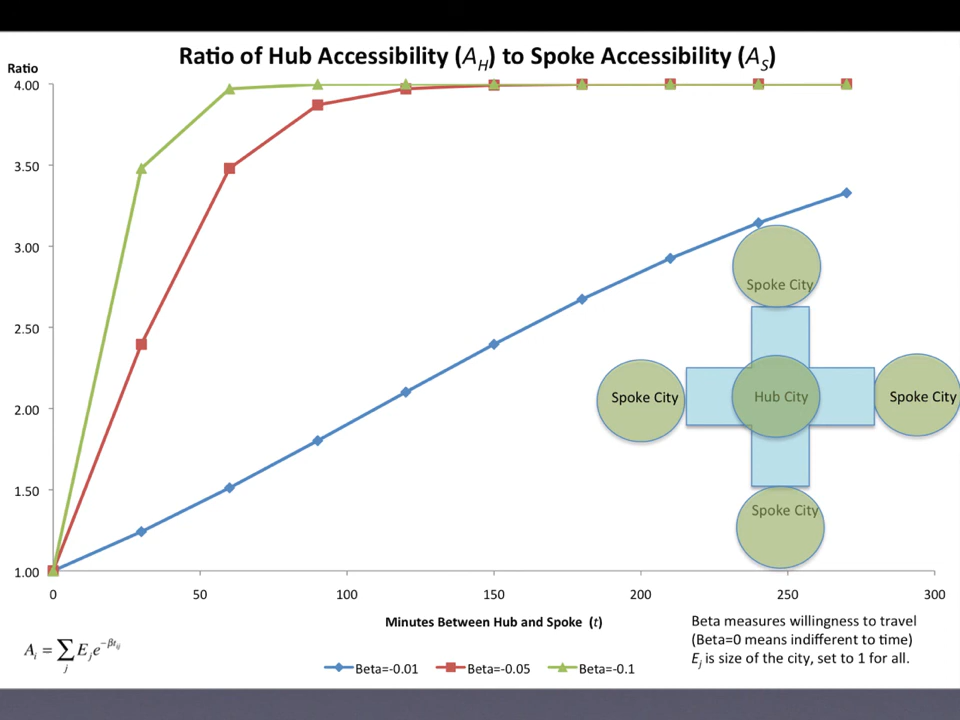 Ratio of Hub Accessibility (A_H) to Spoke Accessibility (A_S)
Ratio
4.00
3.50
3.00
2.50
2.00
1.50
1.00
0 50 100 150 200 250 300
Minutes Between Hub and Spoke (t)
Spoke City
Spoke City
Hub City
Spoke City
Spoke City
A_i = ∑_j E_j e^{-βt_{ij}}
Beta=-0.01 Beta=-0.05 Beta=-0.1
Beta measures willingness to travel
(Beta=0 means indifferent to time)
E_j is size of the city, set to 1 for all.